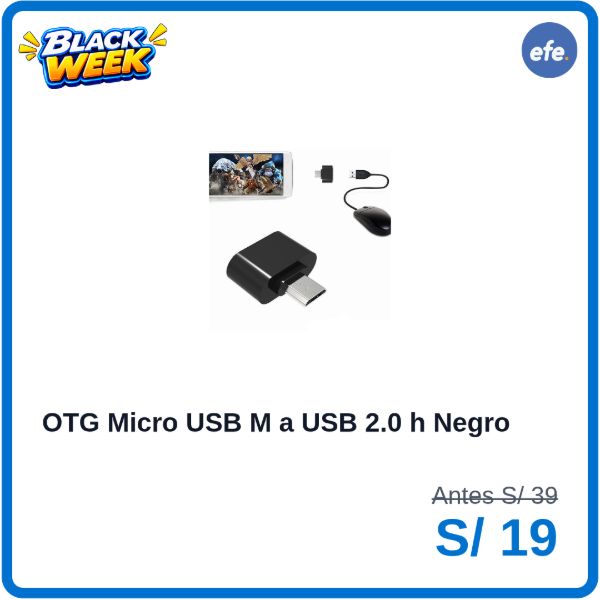 BLACK
WEEK
efe.
OTG Micro USB M a USB 2.0 h Negro
Antes S/ 39
S/ 19